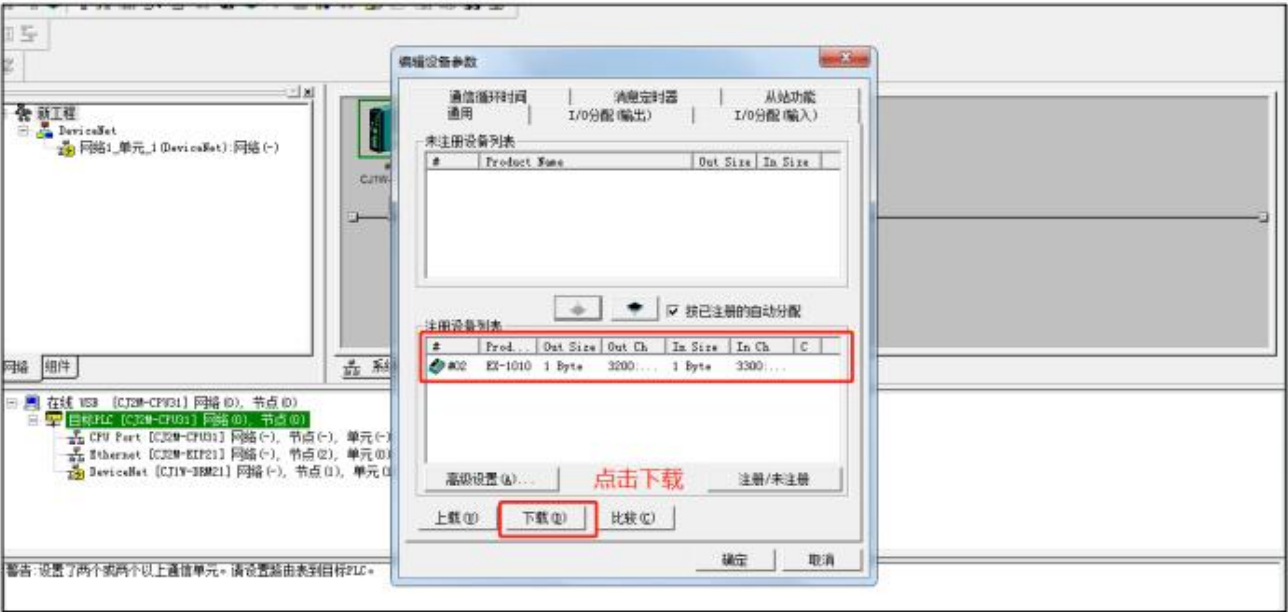 编辑设备参数
通信循环时间 消息定时器 从站功能
通用 I/O分配(输出) I/O分配(输入)
未注册设备列表
# Product Name Out Size In Size
按已注册的自动分配
注册设备列表
# Prod... Out Size Out Ch In Size In Ch C
#02 EX-1010 1 Byte 3200:... 1 Byte 3300:...
高级设置(A)... 点击下载 注册/未注册
上载(U) 下载(D) 比较(C)
确定 取消
新工程
DeviceNet
网络1_单元_1(DeviceNet):网络(-)
CJ1W-
网络 组件
在线 USB [CJ2M-CPU31] 网络(0), 节点(0)
目标PLC [CJ2M-CPU31] 网络(0), 节点(0)
CPU Port [CJ2M-CPU31] 网络(-), 节点(-), 单元(-)
Ethernet [CJ2M-EIP21] 网络(-), 节点(2), 单元(0)
DeviceNet [CJ1W-DRM21] 网络(-), 节点(1), 单元
警告:设置了两个或两个以上通信单元。请设置路由表到目标PLC。